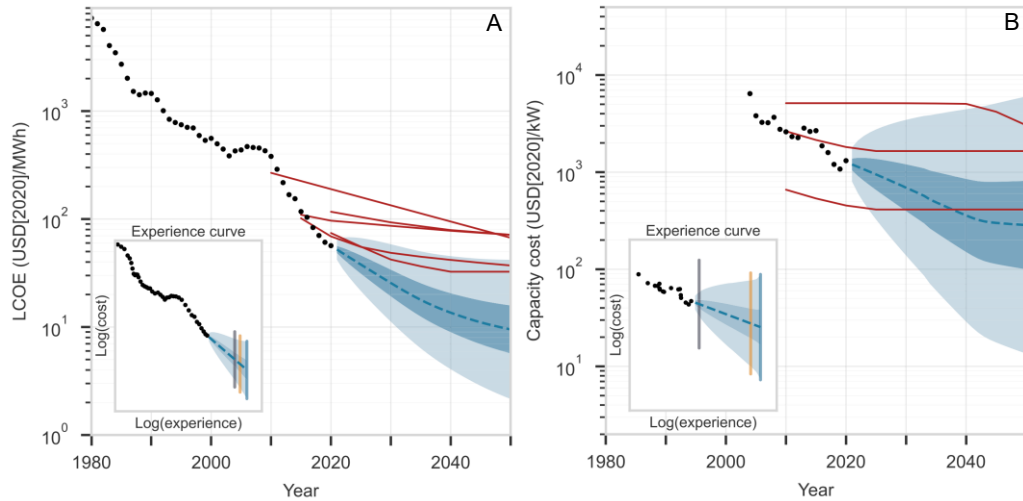 A
LCOE (USD[2020]/MWh)
10^3
10^2
10^1
10^0
1980
2000
2020
2040
Year
Experience curve
Log(cost)
Log(experience)
B
Capacity cost (USD[2020]/kW)
10^4
10^3
10^2
10^1
1980
2000
2020
2040
Year
Experience curve
Log(cost)
Log(experience)